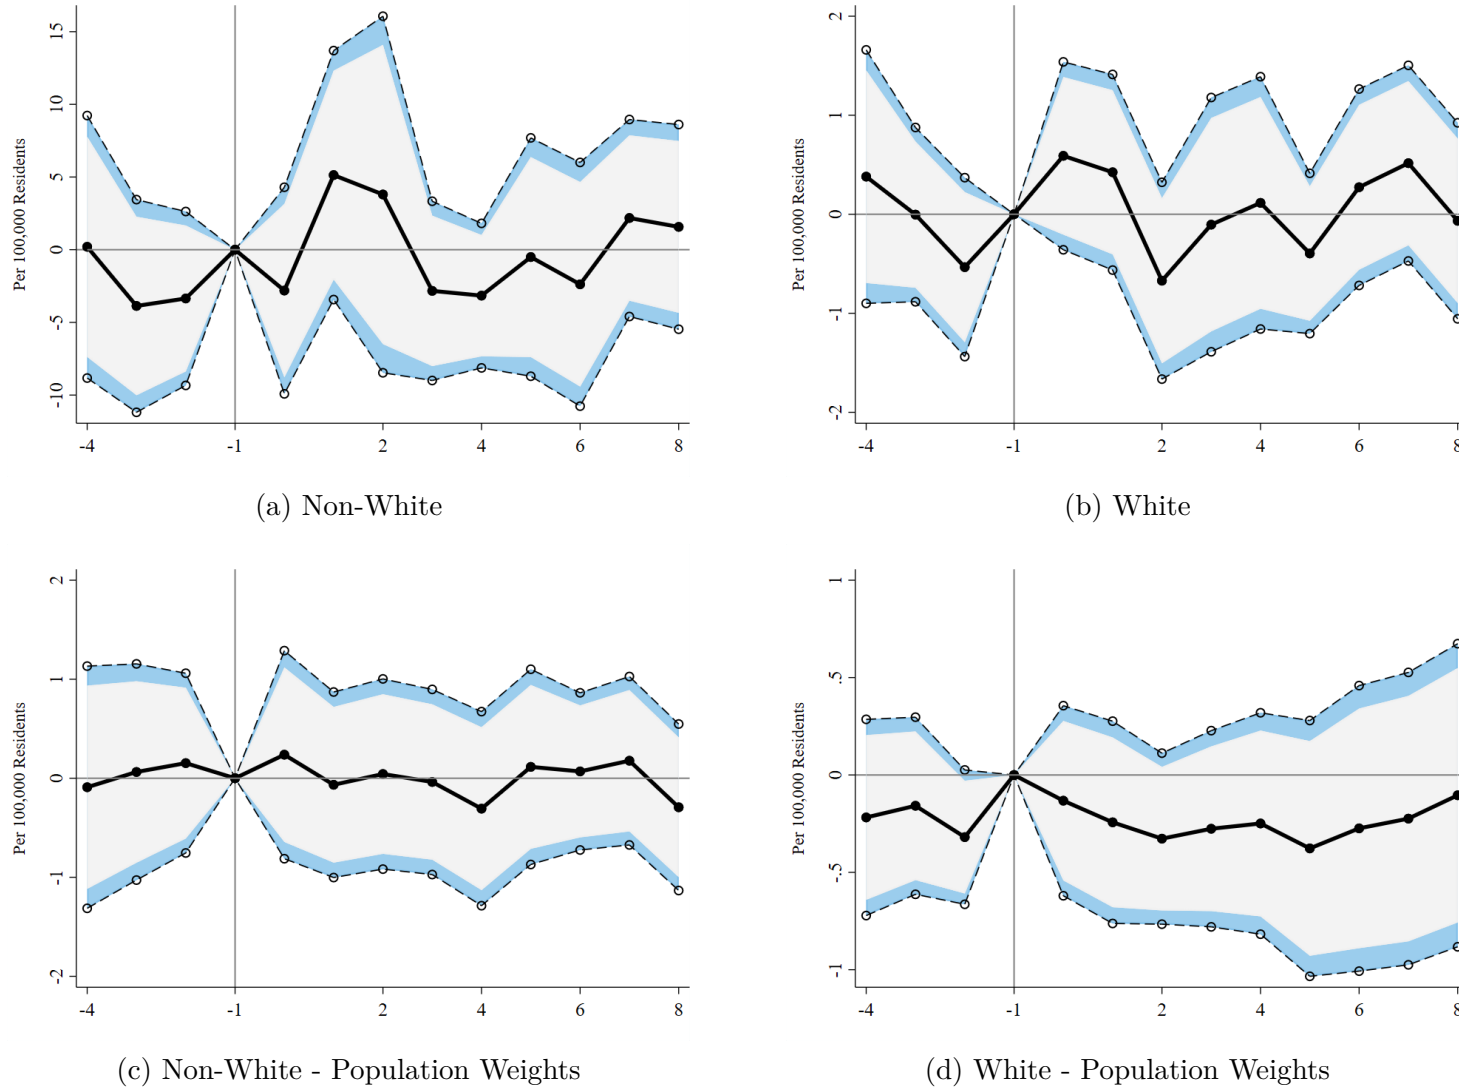 Per 100,000 Residents
15
10
5
0
-5
-10
-4 -1 2 4 6 8
(a) Non-White
Per 100,000 Residents
2
1
0
-1
-2
-4 -1 2 4 6 8
(b) White
Per 100,000 Residents
2
1
0
-1
-2
-4 -1 2 4 6 8
(c) Non-White - Population Weights
Per 100,000 Residents
1
.5
0
-.5
-1
-4 -1 2 4 6 8
(d) White - Population Weights